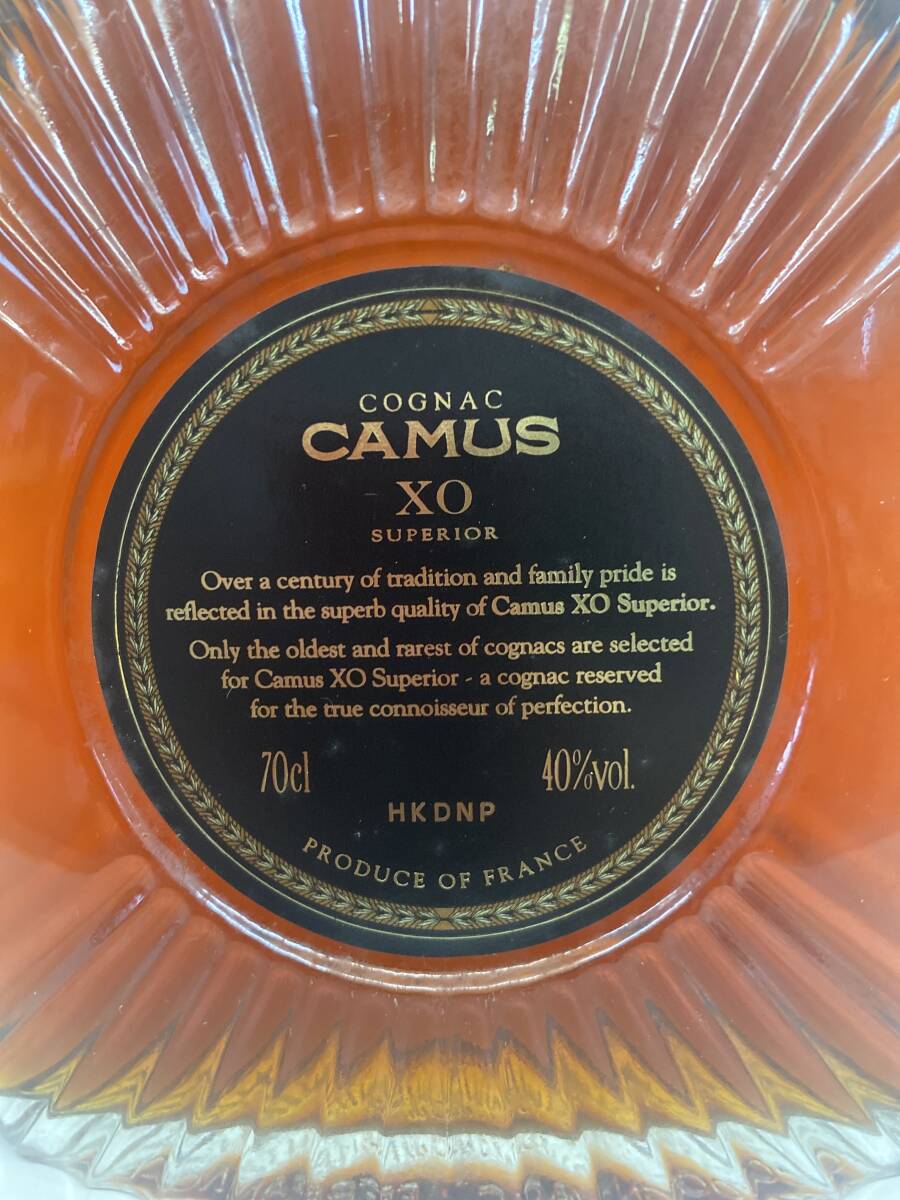 COGNAC
CAMUS
XO
SUPERIOR
Over a century of tradition and family pride is
reflected in the superb quality of Camus XO Superior.
Only the oldest and rarest of cognacs are selected
for Camus XO Superior - a cognac reserved
for the true connoisseur of perfection.
70cl 40%vol.
HKDNP
PRODUCE OF FRANCE